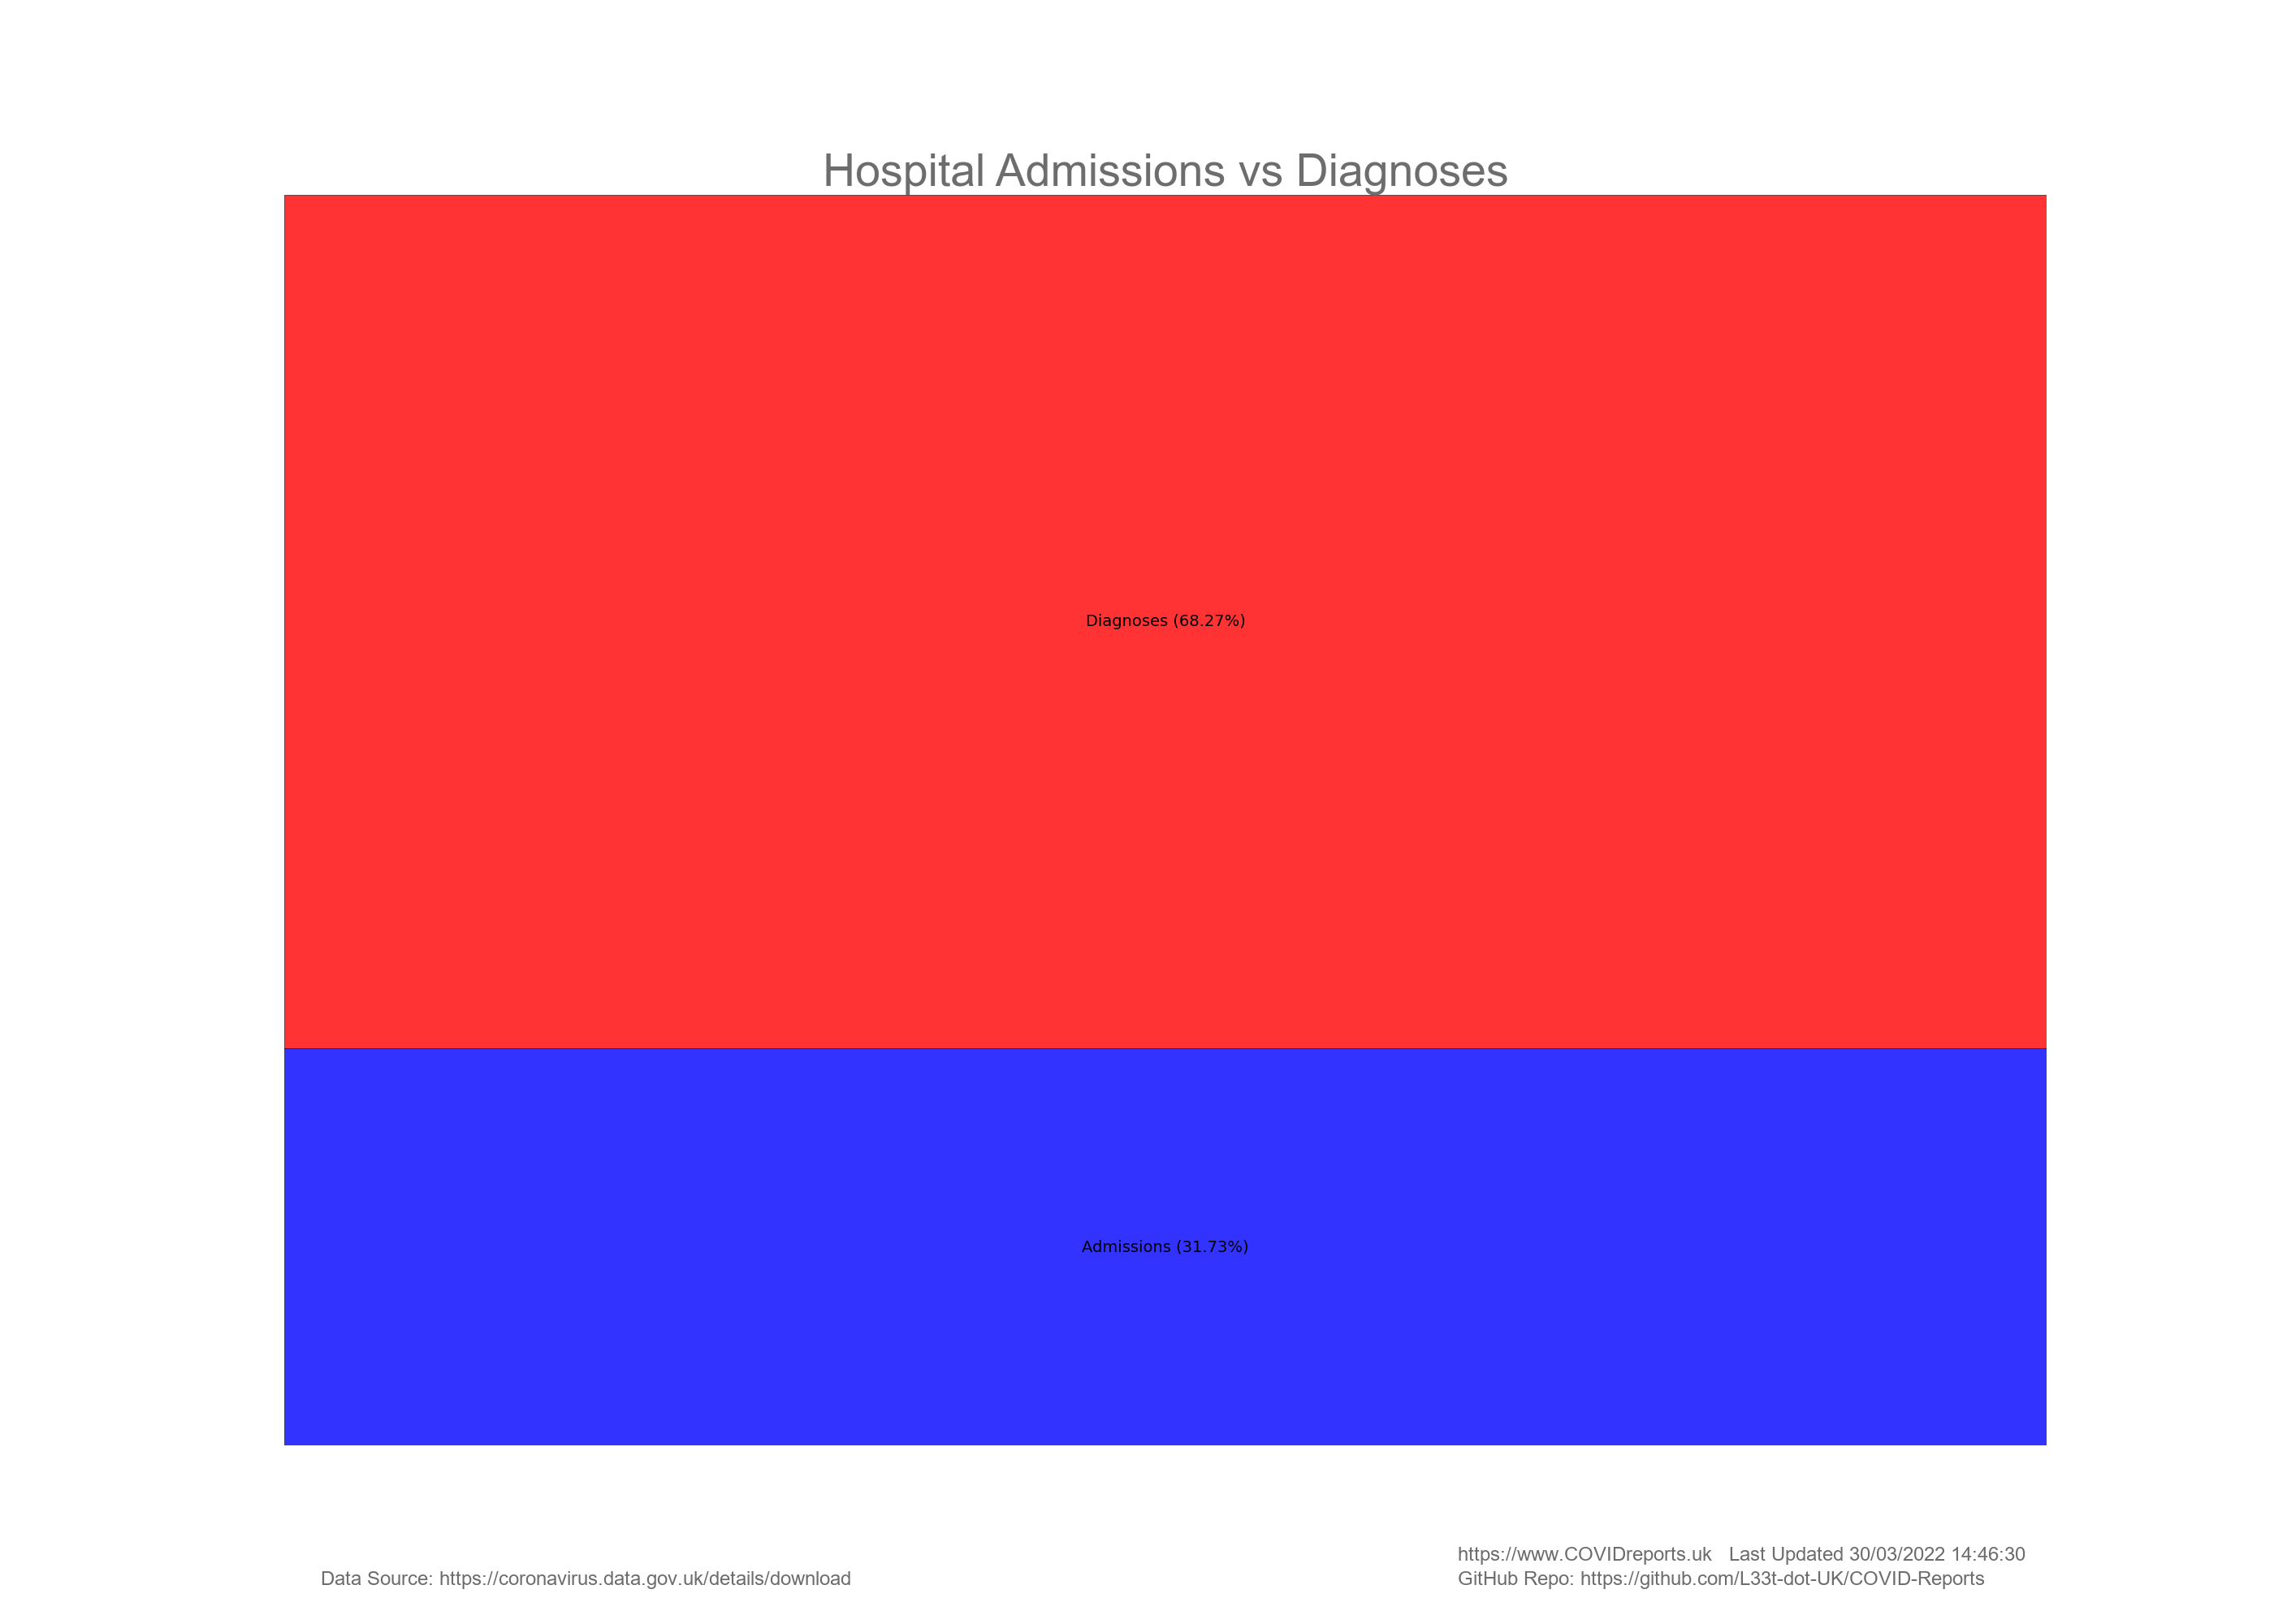 Hospital Admissions vs Diagnoses
Diagnoses (68.27%)
Admissions (31.73%)
https://www.COVIDreports.uk   Last Updated 30/03/2022 14:46:30
Data Source: https://coronavirus.data.gov.uk/details/download
GitHub Repo: https://github.com/L33t-dot-UK/COVID-Reports